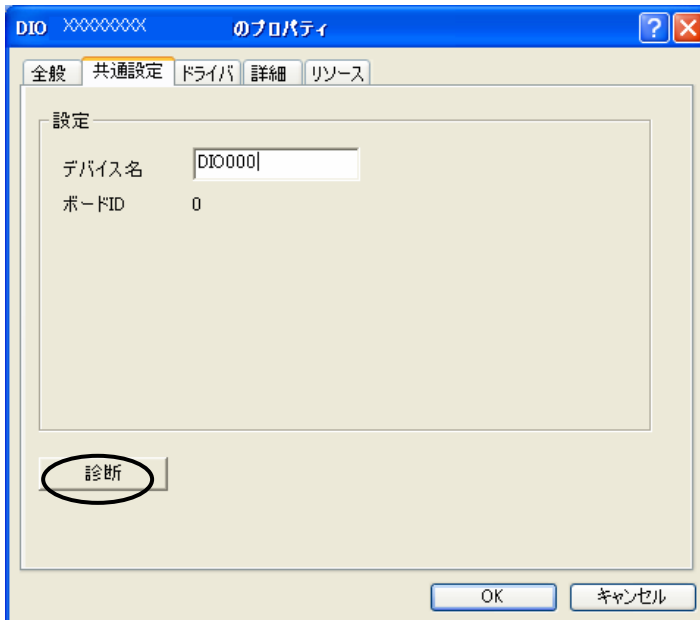 DIO XXXXXXXX のプロパティ
全般 共通設定 ドライバ 詳細 リソース
設定
デバイス名 DIO000
ボードID 0
診断
OK キャンセル